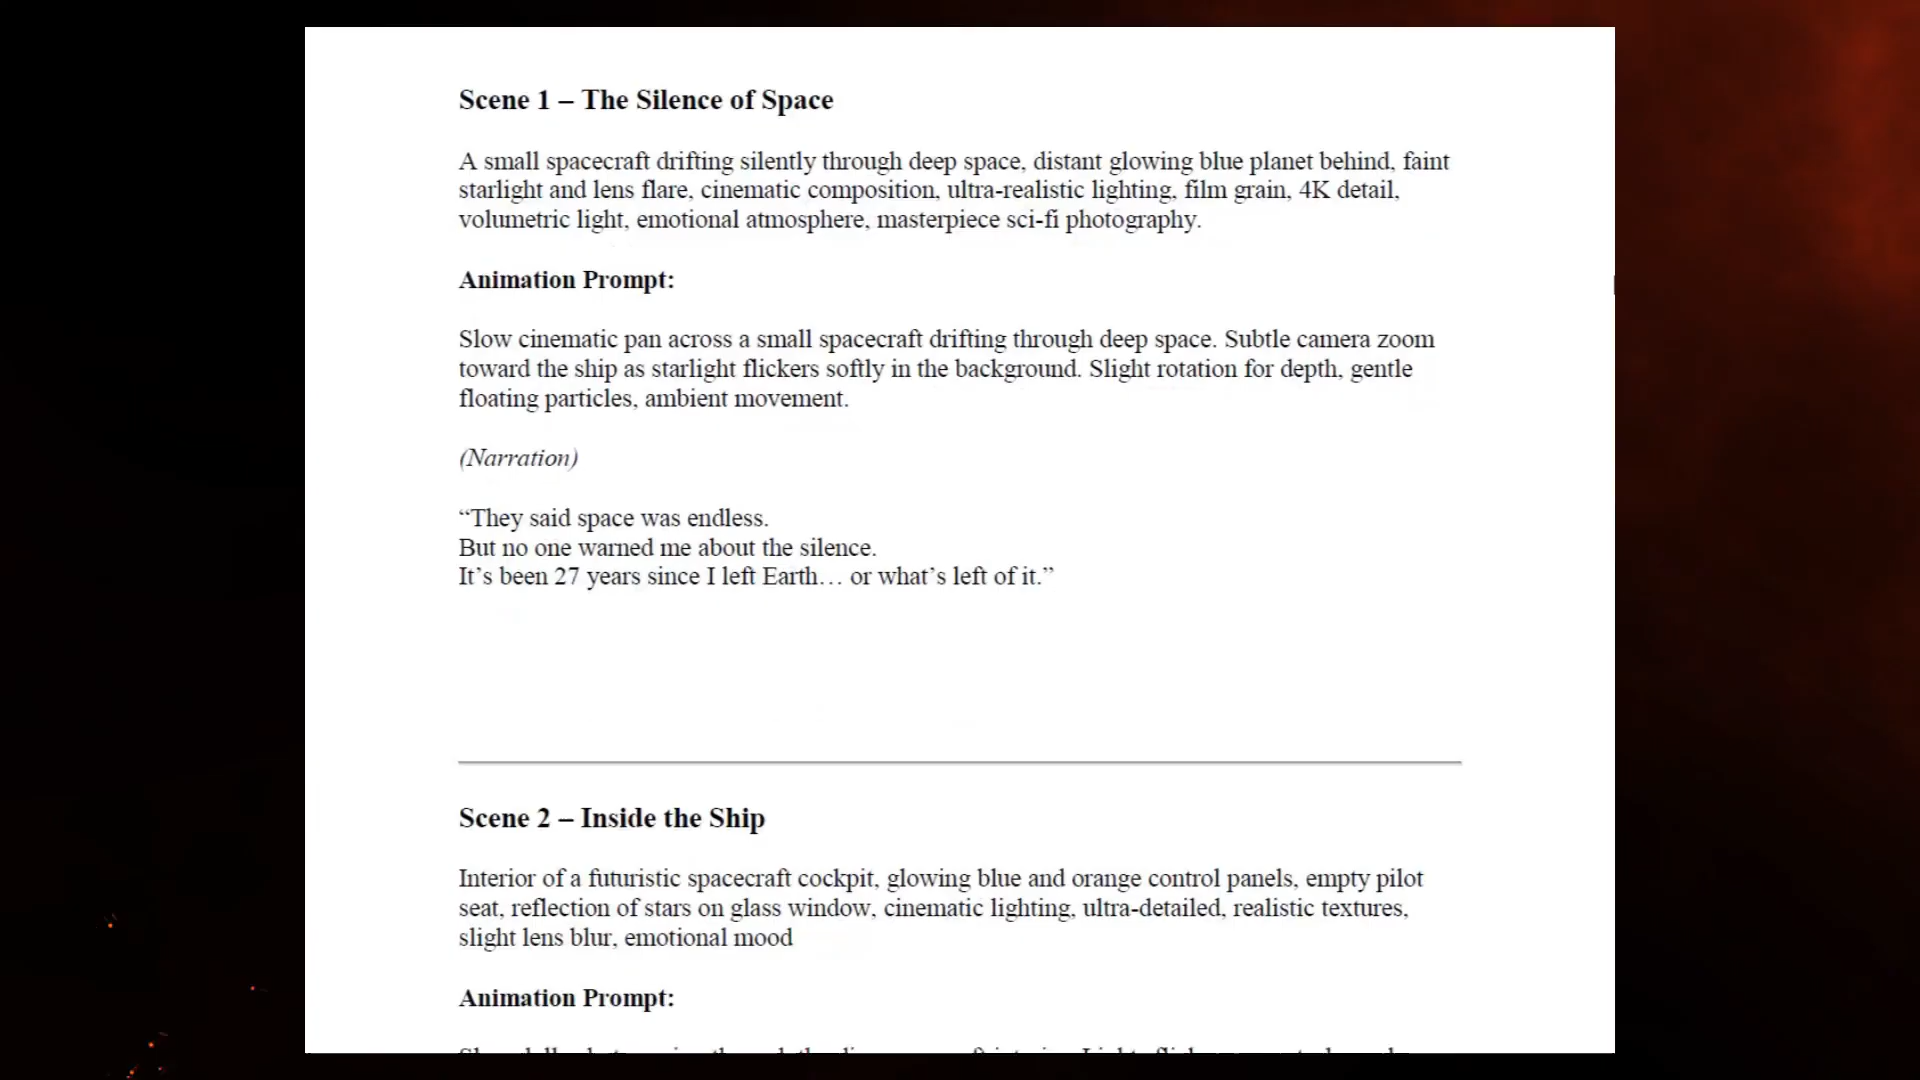 Scene 1 – The Silence of Space
A small spacecraft drifting silently through deep space, distant glowing blue planet behind, faint
starlight and lens flare, cinematic composition, ultra-realistic lighting, film grain, 4K detail,
volumetric light, emotional atmosphere, masterpiece sci-fi photography.
Animation Prompt:
Slow cinematic pan across a small spacecraft drifting through deep space. Subtle camera zoom
toward the ship as starlight flickers softly in the background. Slight rotation for depth, gentle
floating particles, ambient movement.
(Narration)
“They said space was endless.
But no one warned me about the silence.
It’s been 27 years since I left Earth… or what’s left of it.”
Scene 2 – Inside the Ship
Interior of a futuristic spacecraft cockpit, glowing blue and orange control panels, empty pilot
seat, reflection of stars on glass window, cinematic lighting, ultra-detailed, realistic textures,
slight lens blur, emotional mood
Animation Prompt: